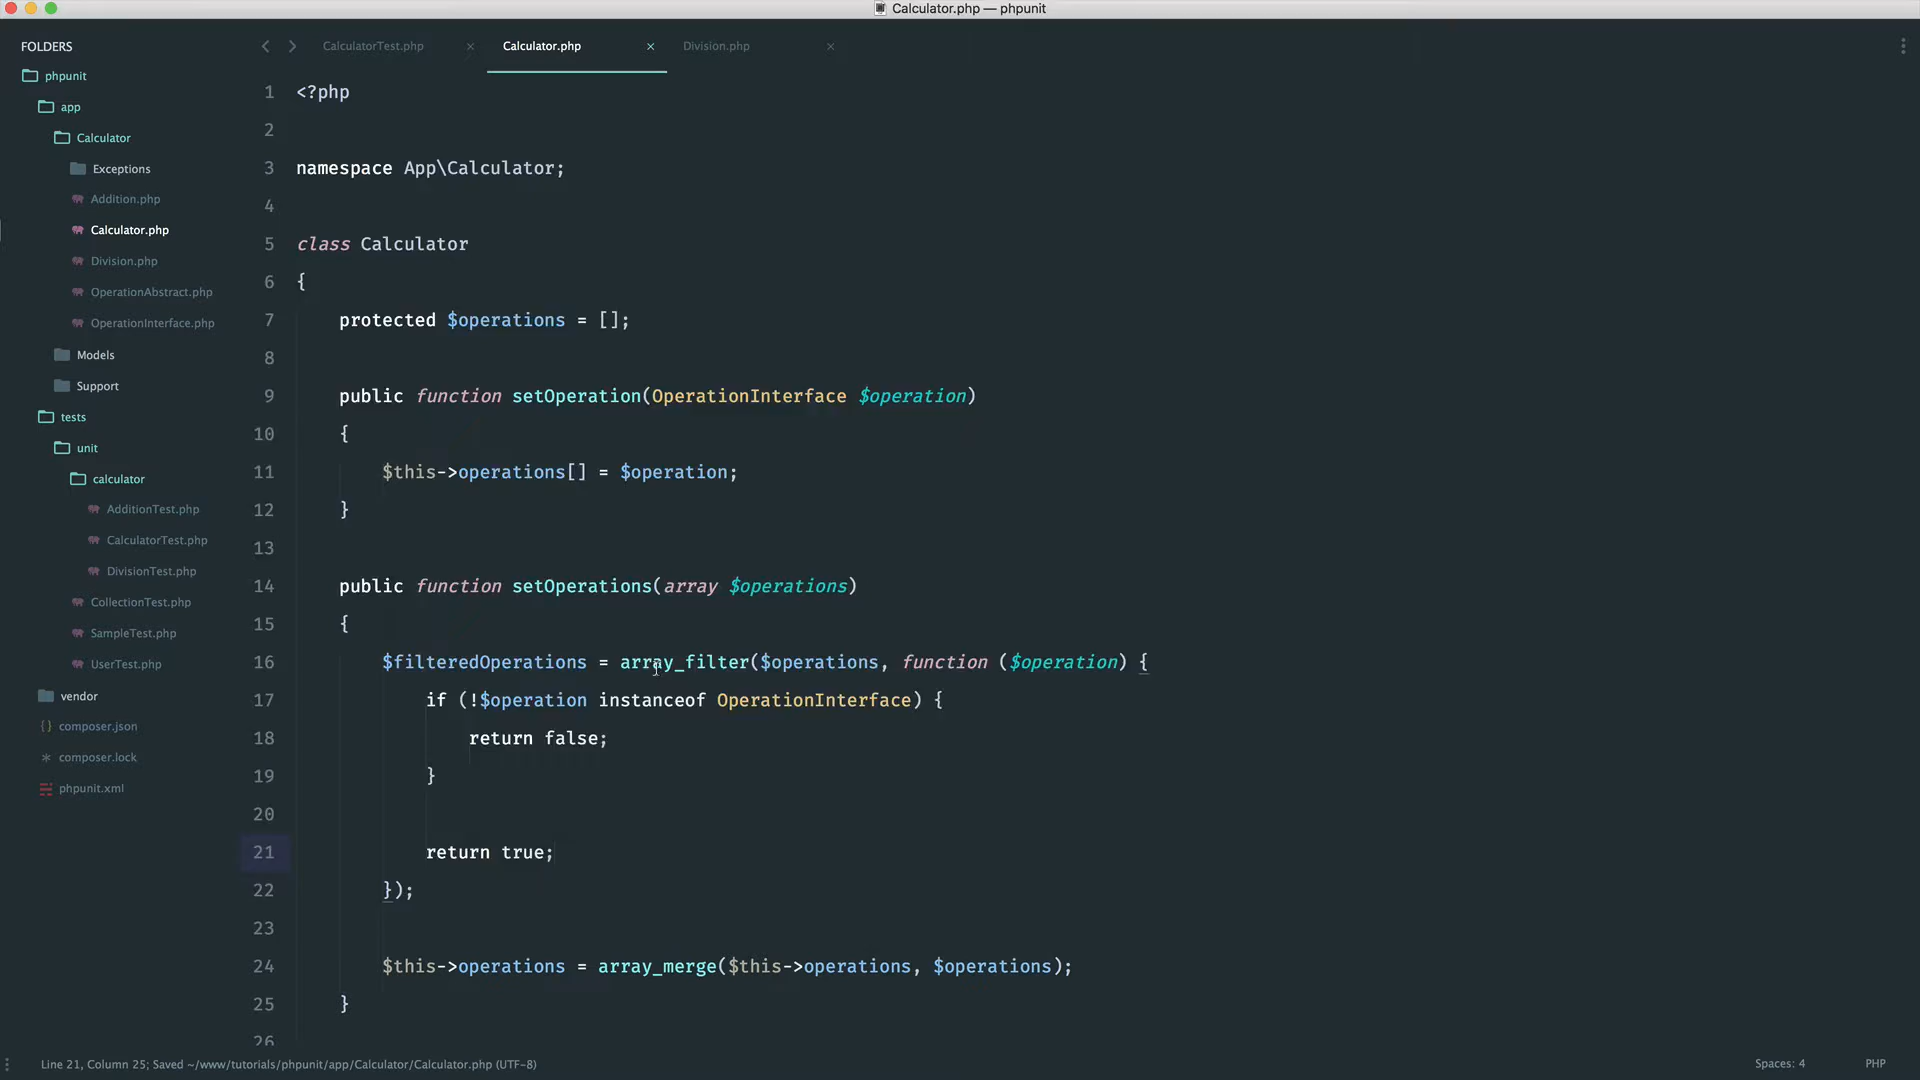 Calculator.php — phpunit
FOLDERS
phpunit
app
Calculator
Exceptions
Addition.php
Calculator.php
Division.php
OperationAbstract.php
OperationInterface.php
Models
Support
tests
unit
calculator
AdditionTest.php
CalculatorTest.php
DivisionTest.php
CollectionTest.php
SampleTest.php
UserTest.php
vendor
composer.json
composer.lock
phpunit.xml
CalculatorTest.php × Calculator.php × Division.php ×
1 <?php
2
3 namespace App\Calculator;
4
5 class Calculator
6 {
7 protected $operations = [];
8
9 public function setOperation(OperationInterface $operation)
10 {
11 $this->operations[] = $operation;
12 }
13
14 public function setOperations(array $operations)
15 {
16 $filteredOperations = array_filter($operations, function ($operation) {
17 if (!$operation instanceof OperationInterface) {
18 return false;
19 }
20
21 return true;
22 });
23
24 $this->operations = array_merge($this->operations, $operations);
25 }
26
Line 21, Column 25; Saved ~/www/tutorials/phpunit/app/Calculator/Calculator.php (UTF-8)
Spaces: 4 PHP